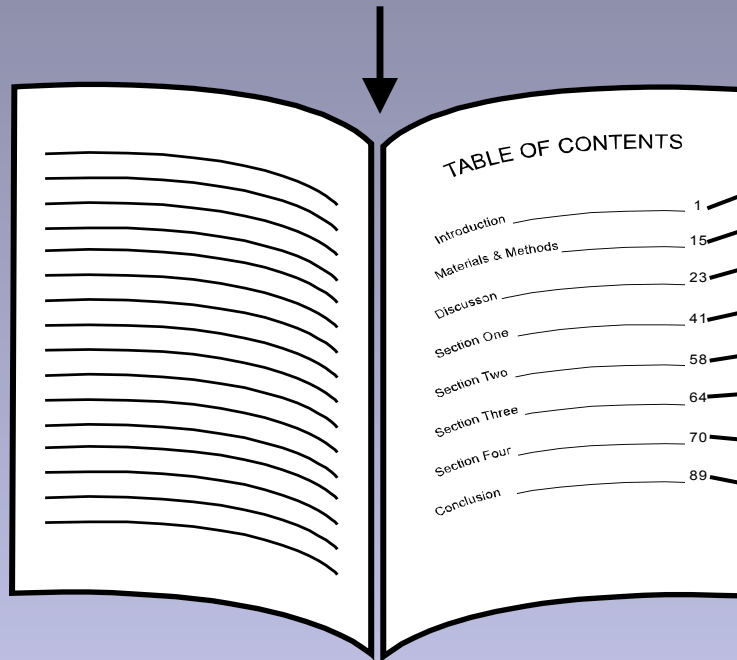 TABLE OF CONTENTS
Introduction 1
Materials & Methods 15
Discusson 23
Section One 41
Section Two 58
Section Three 64
Section Four 70
Conclusion 89